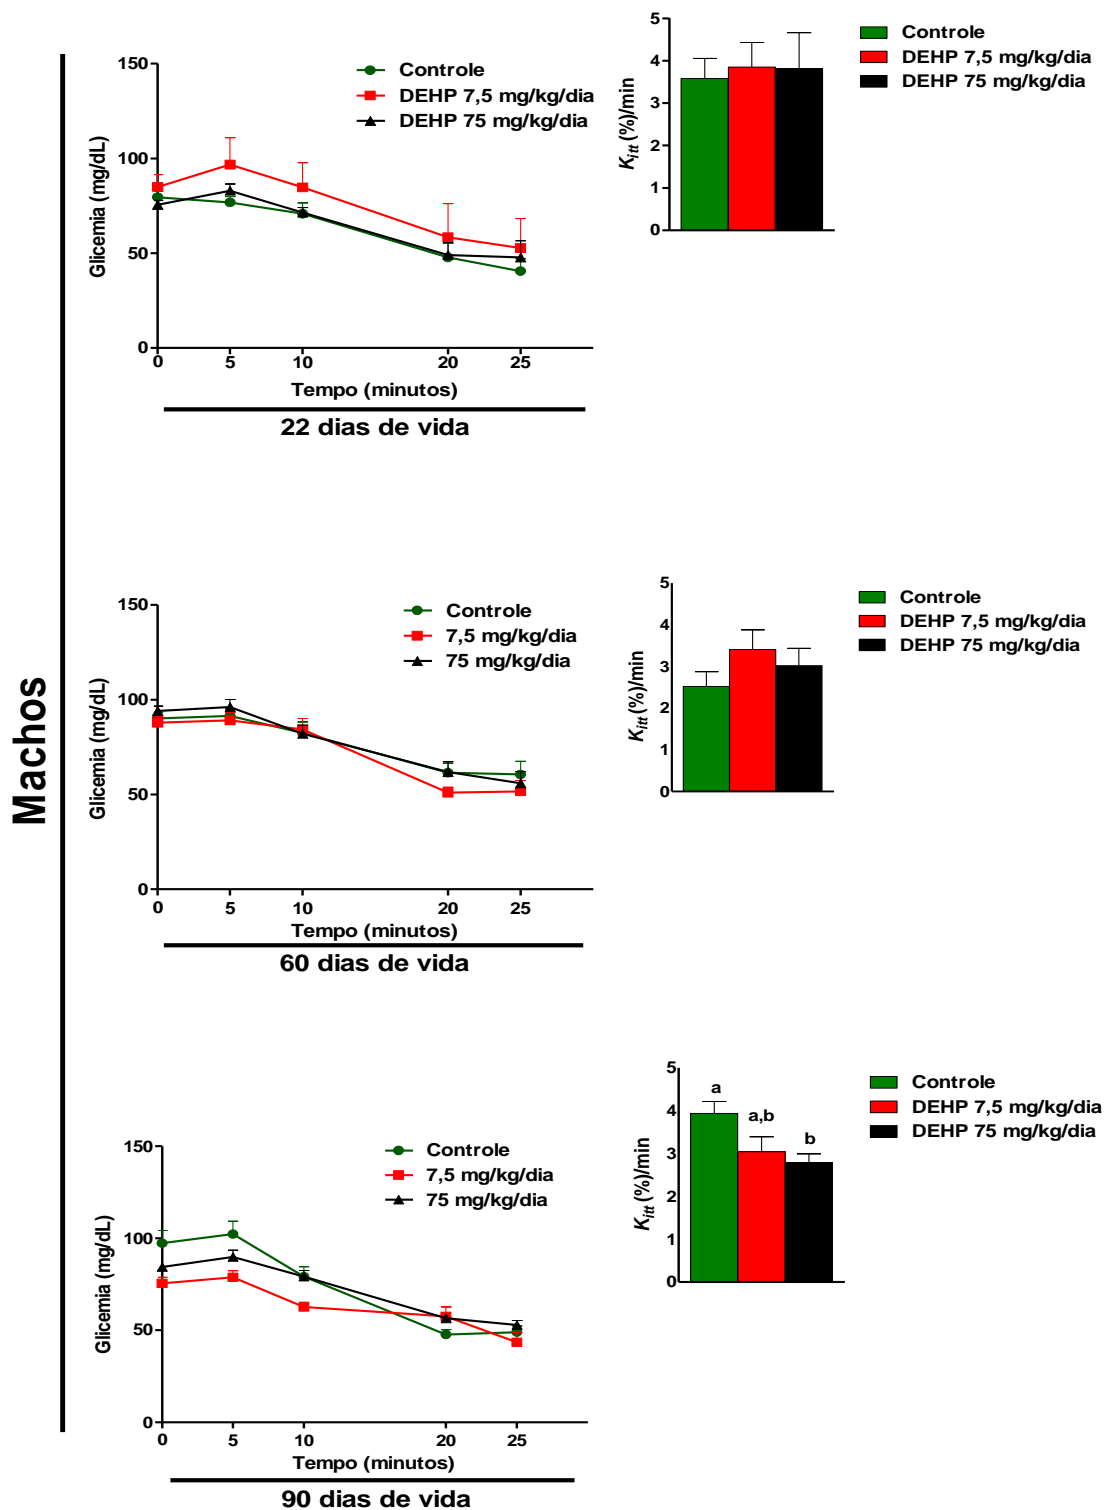 Machos
150
100
50
0
Glicemia (mg/dL)
Controle
DEHP 7,5 mg/kg/dia
DEHP 75 mg/kg/dia
0 5 10 20 25
Tempo (minutos)
22 dias de vida
5
4
3
2
1
0
Kitt (%)/min
Controle
DEHP 7,5 mg/kg/dia
DEHP 75 mg/kg/dia
150
100
50
0
Glicemia (mg/dL)
Controle
7,5 mg/kg/dia
75 mg/kg/dia
0 5 10 20 25
Tempo (minutos)
60 dias de vida
5
4
3
2
1
0
Kitt (%)/min
Controle
DEHP 7,5 mg/kg/dia
DEHP 75 mg/kg/dia
150
100
50
0
Glicemia (mg/dL)
Controle
7,5 mg/kg/dia
75 mg/kg/dia
0 5 10 20 25
Tempo (minutos)
90 dias de vida
5
4
3
2
1
0
Kitt (%)/min
a
a,b
b
Controle
DEHP 7,5 mg/kg/dia
DEHP 75 mg/kg/dia